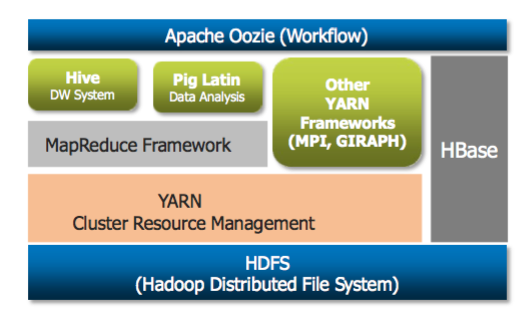 Apache Oozie (Workflow)
Hive
DW System
Pig Latin
Data Analysis
Other
YARN
Frameworks
(MPI, GIRAPH)
MapReduce Framework
HBase
YARN
Cluster Resource Management
HDFS
(Hadoop Distributed File System)